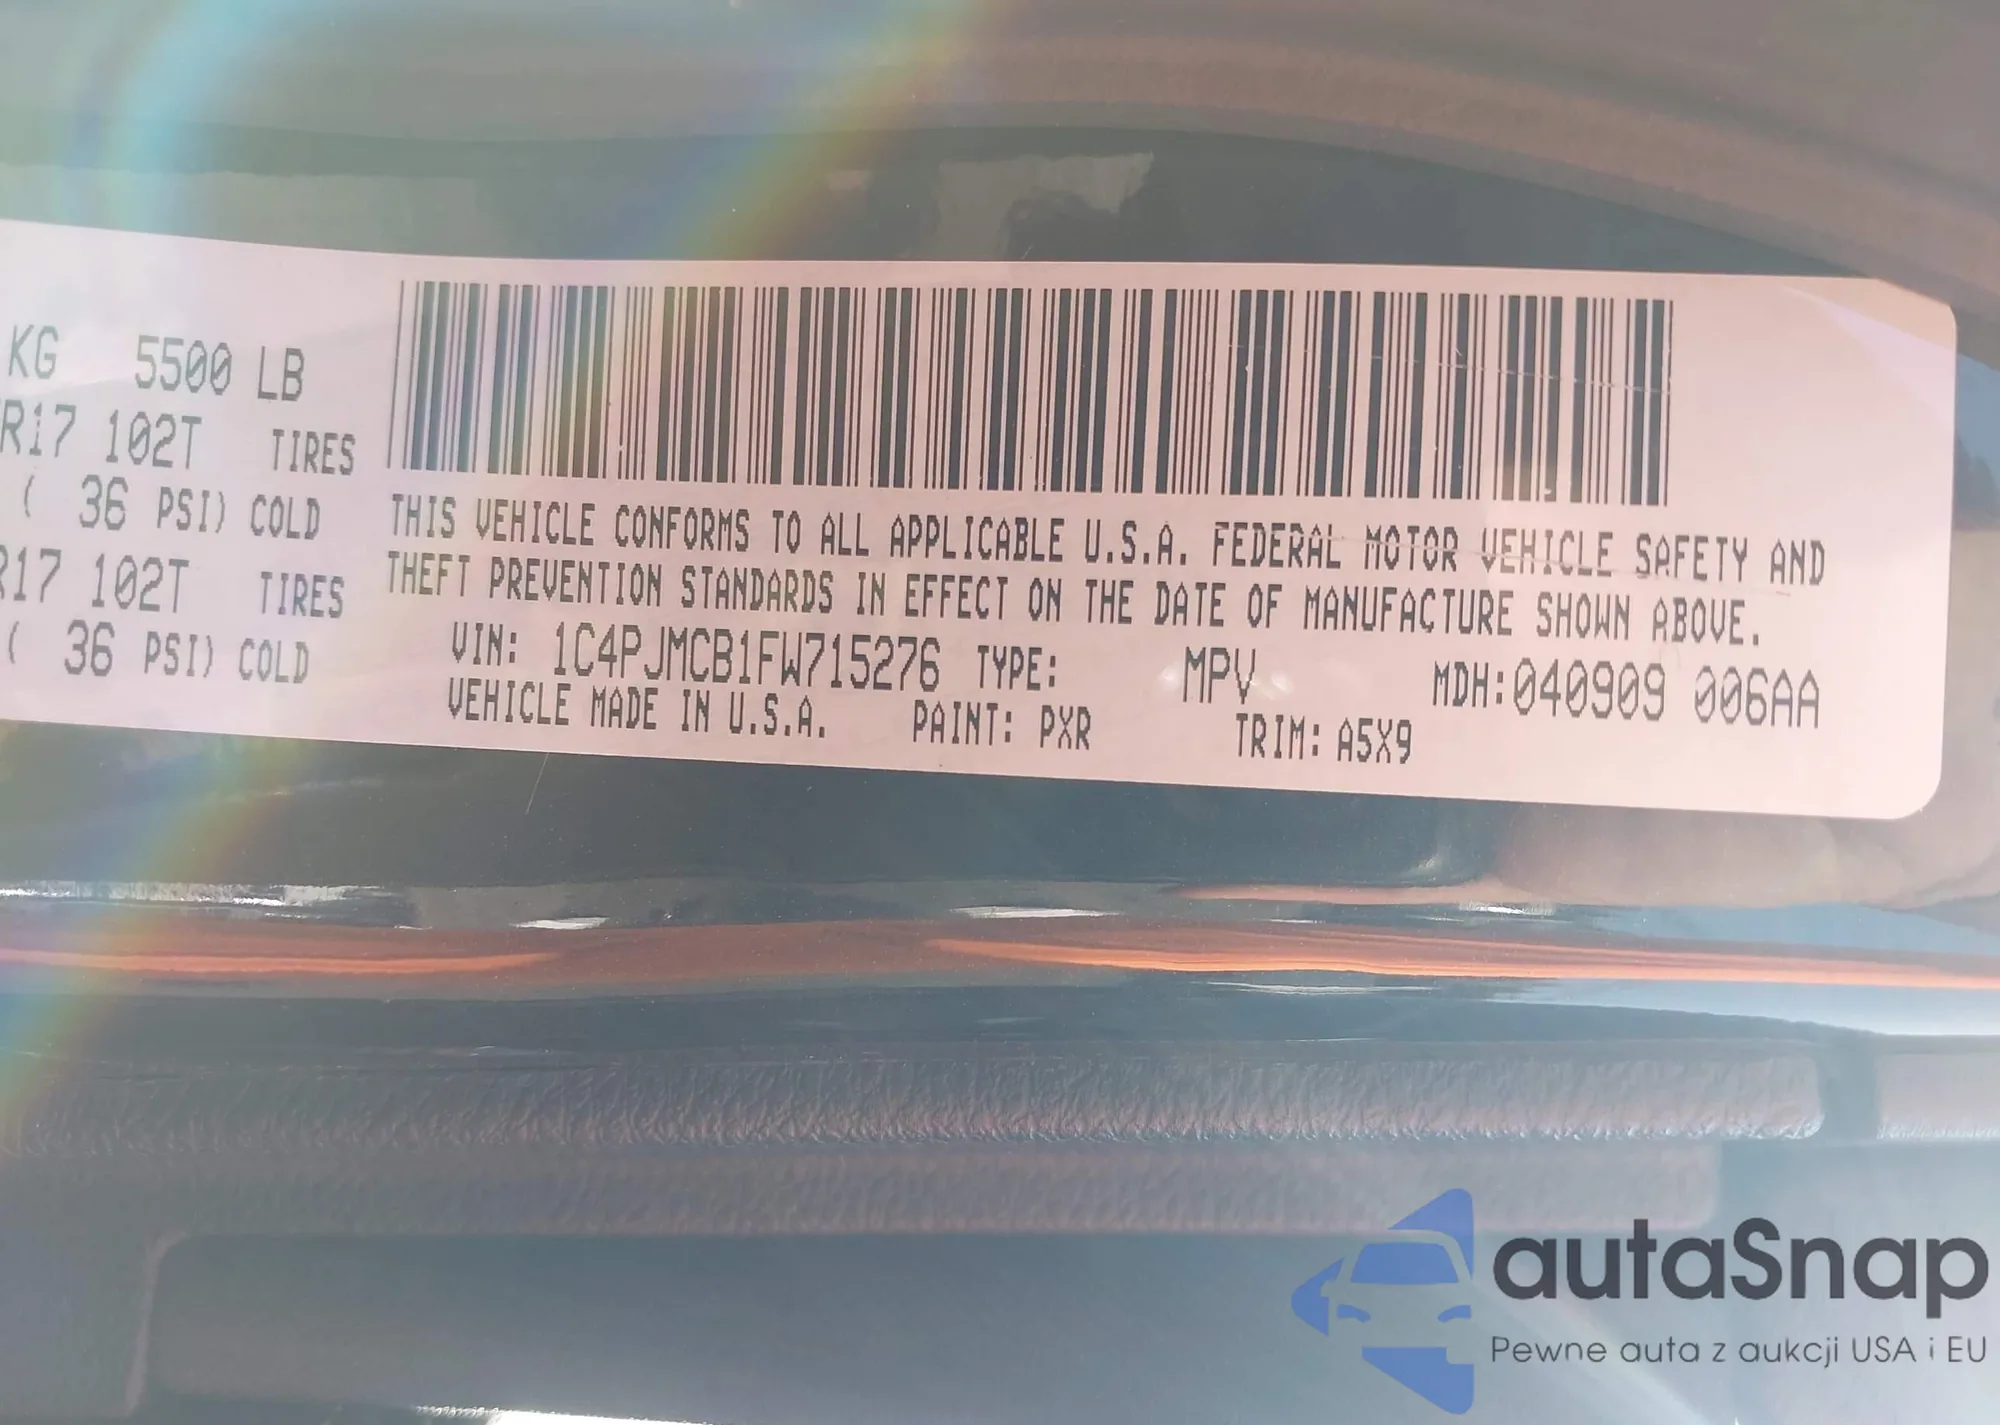 KG 5500 LB
R17 102T TIRES
( 36 PSI) COLD
R17 102T TIRES
( 36 PSI) COLD
THIS VEHICLE CONFORMS TO ALL APPLICABLE U.S.A. FEDERAL MOTOR VEHICLE SAFETY AND
THEFT PREVENTION STANDARDS IN EFFECT ON THE DATE OF MANUFACTURE SHOWN ABOVE.
VIN: 1C4PJMCB1FW715276 TYPE: MPV MDH:040909 006AA
VEHICLE MADE IN U.S.A. PAINT: PXR TRIM: A5X9
autaSnap
Pewne auta z aukcji USA i EU